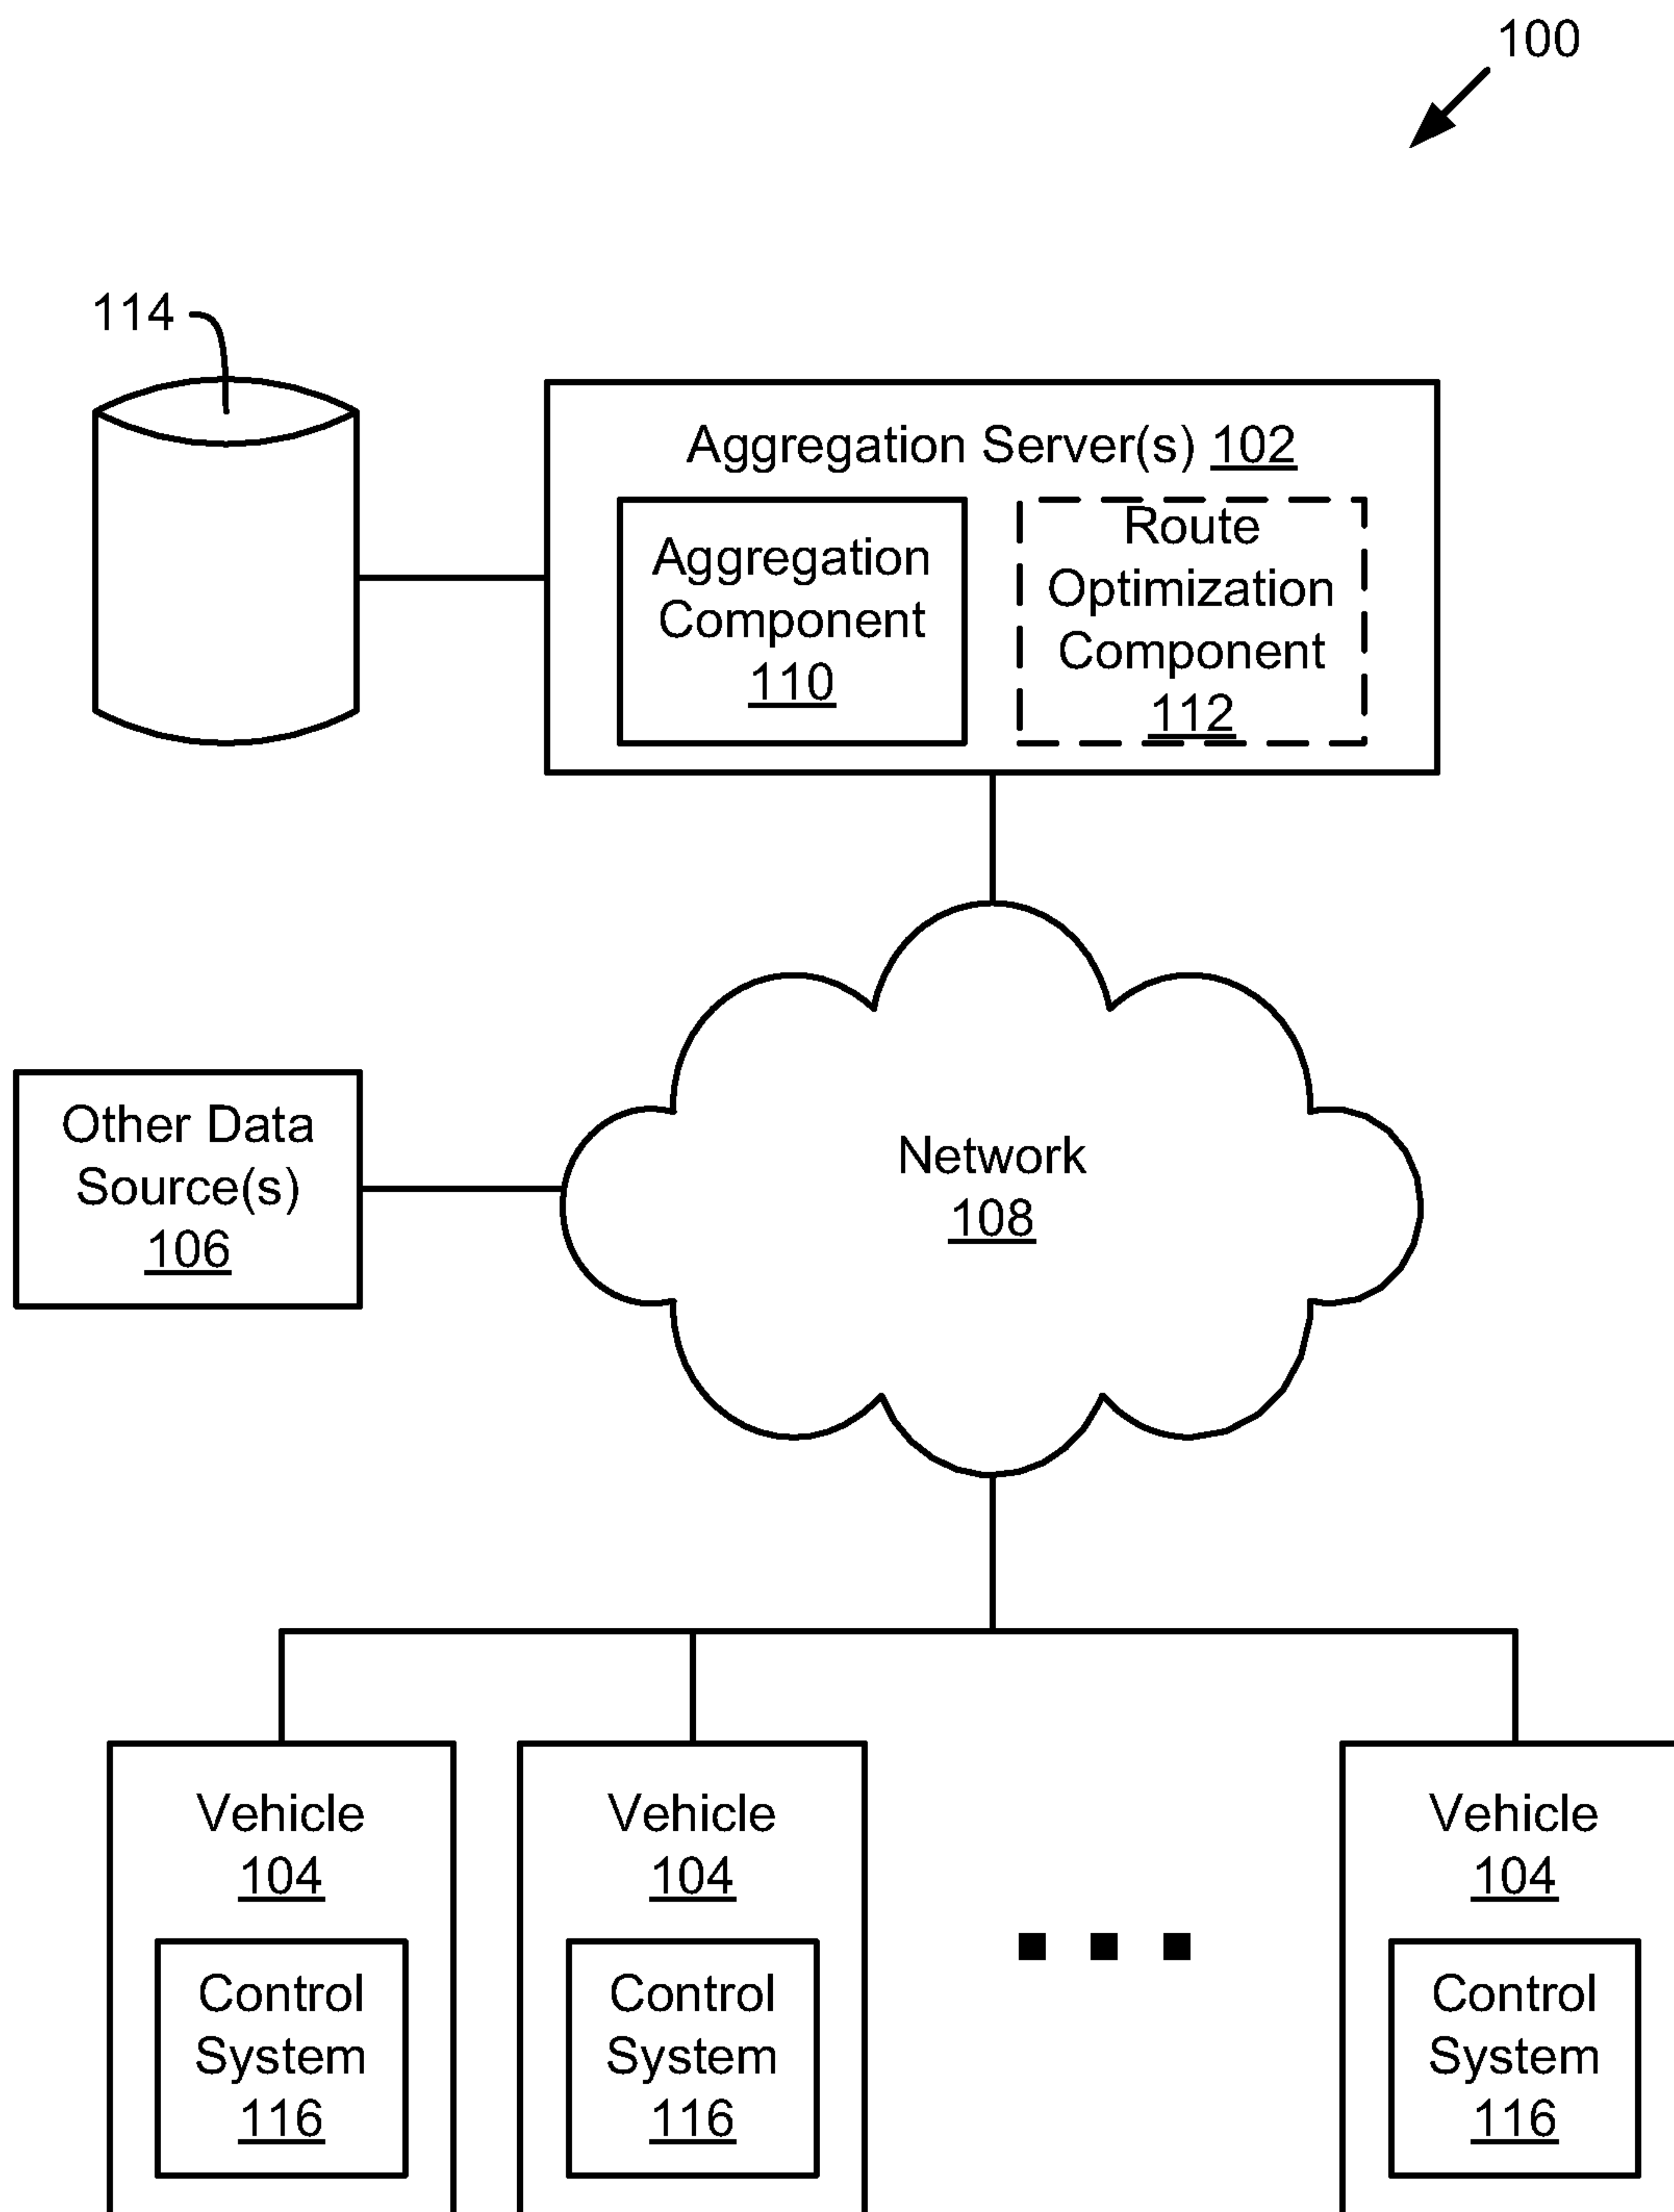 100
114
Aggregation Server(s) 102
Aggregation
Component
110
Route
Optimization
Component
112
Other Data
Source(s)
106
Network
108
Vehicle
104
Control
System
116
Vehicle
104
Control
System
116
Vehicle
104
Control
System
116